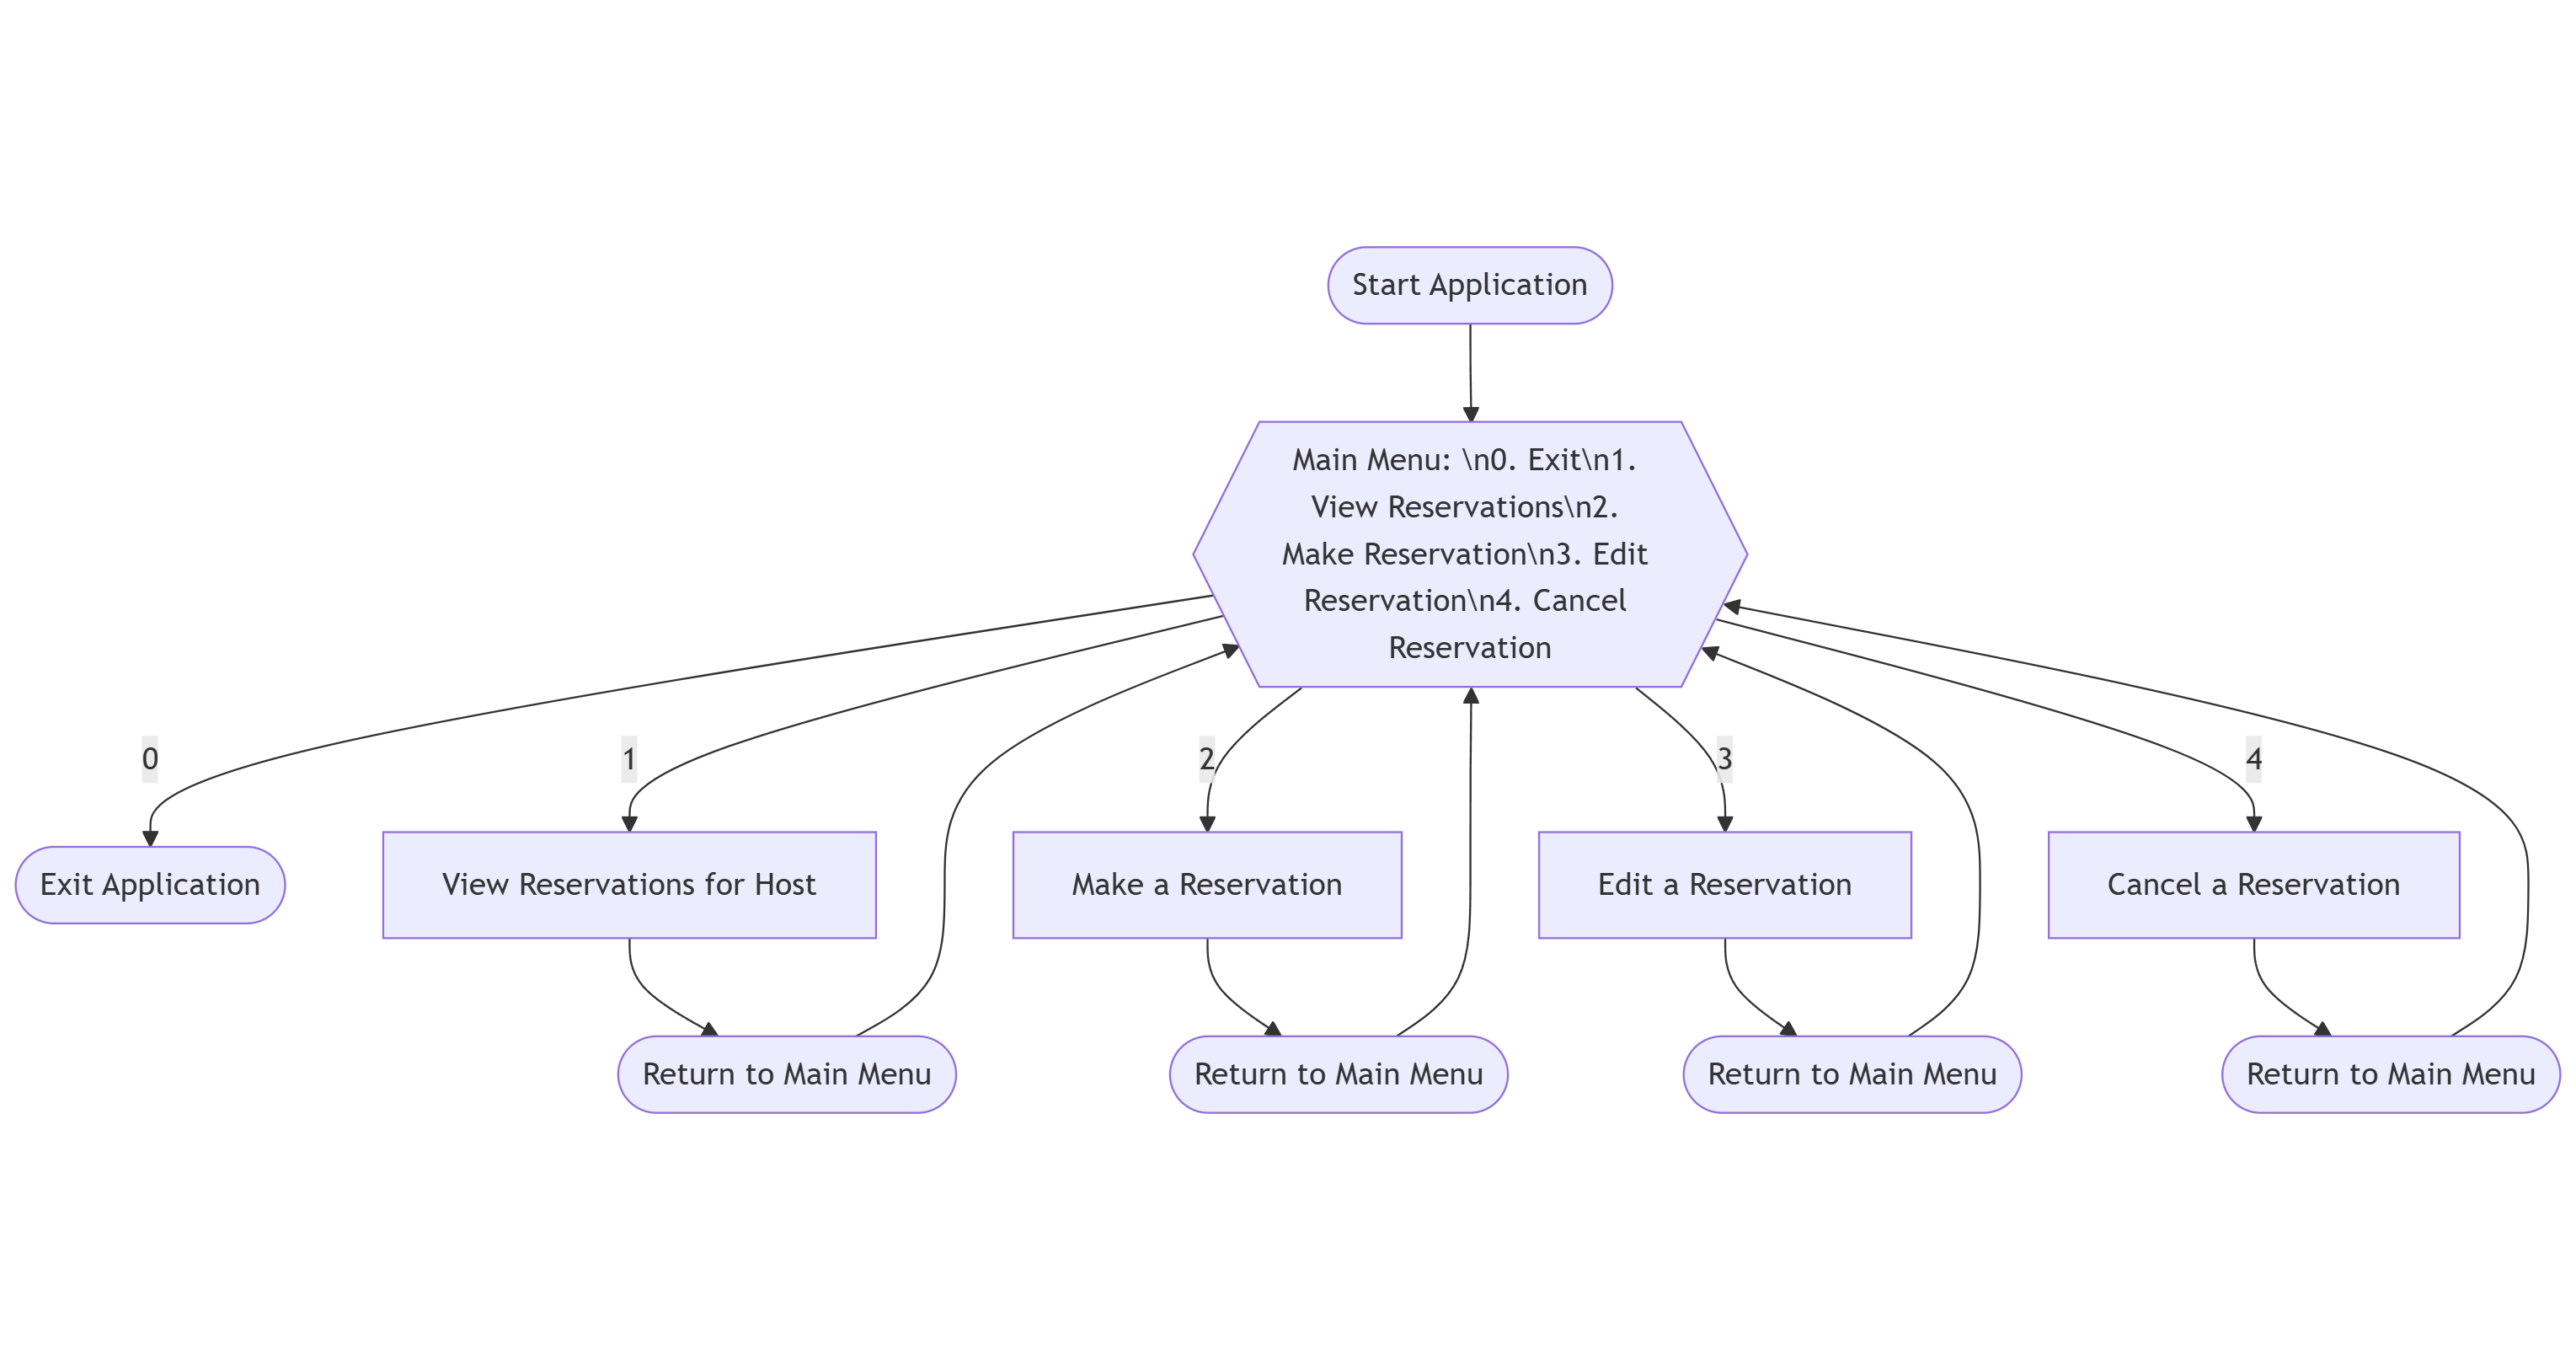 Start Application
Main Menu: \n0. Exit\n1.
View Reservations\n2.
Make Reservation\n3. Edit
Reservation\n4. Cancel
Reservation
0
1
2
3
4
Exit Application
View Reservations for Host
Make a Reservation
Edit a Reservation
Cancel a Reservation
Return to Main Menu
Return to Main Menu
Return to Main Menu
Return to Main Menu